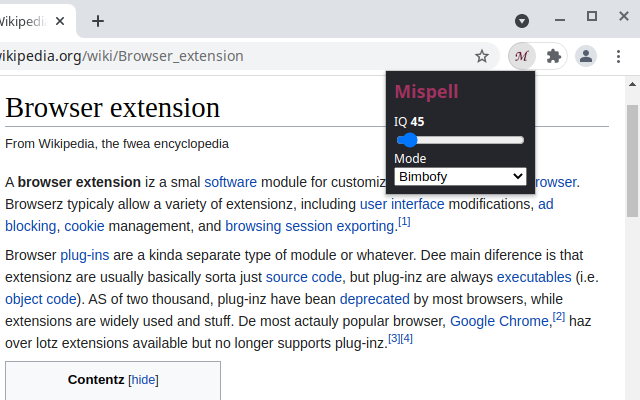 Wikipedia
wikipedia.org/wiki/Browser_extension
M
Mispell
IQ 45
Mode
Bimbofy
Browser extension
From Wikipedia, the fwea encyclopedia
A browser extension iz a smal software module for customiz rowser.
Browserz typicaly allow a variety of extensionz, including user interface modifications, ad
blocking, cookie management, and browsing session exporting.[1]
Browser plug-ins are a kinda separate type of module or whatever. Dee main diference is that
extensionz are usually basically sorta just source code, but plug-inz are always executables (i.e.
object code). AS of two thousand, plug-inz have been deprecated by most browsers, while
extensions are widely used and stuff. De most actauly popular browser, Google Chrome,[2] haz
over lotz extensions available but no longer supports plug-inz.[3][4]
Contentz [hide]